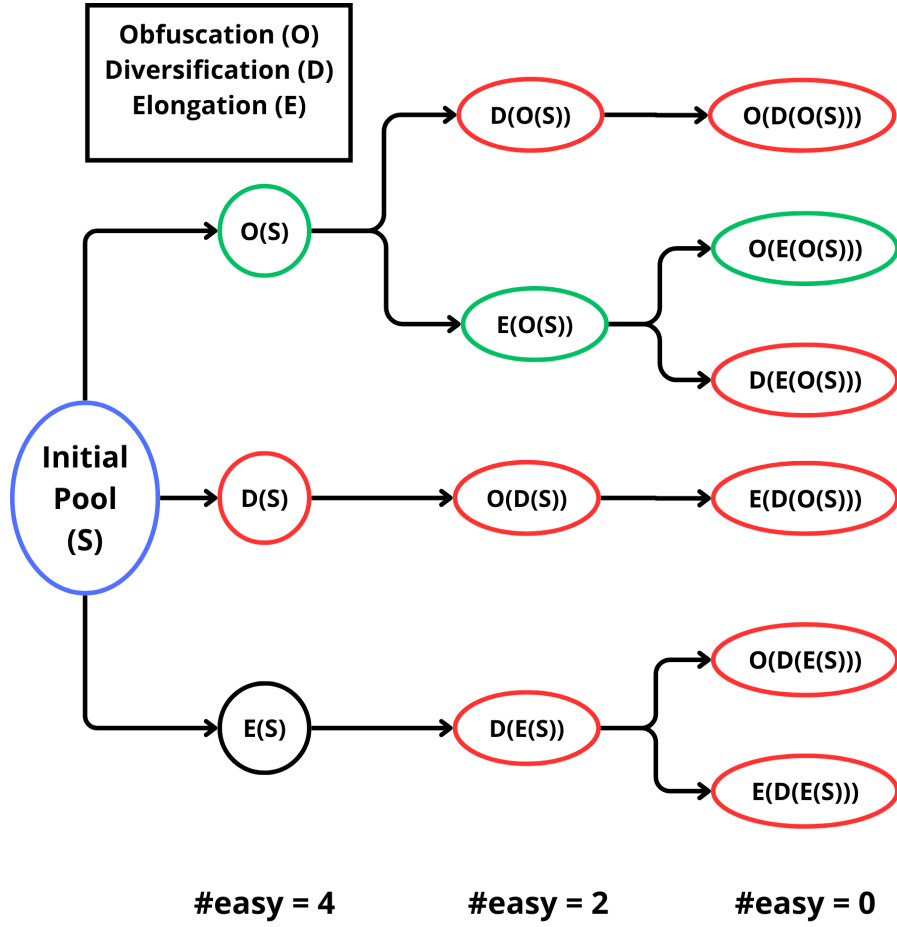 Obfuscation (O)
Diversification (D)
Elongation (E)
D(O(S))
O(D(O(S)))
O(S)
O(E(O(S)))
E(O(S))
D(E(O(S)))
Initial
Pool
(S)
D(S)
O(D(S))
E(D(O(S)))
O(D(E(S)))
E(S)
D(E(S))
E(D(E(S)))
#easy = 4
#easy = 2
#easy = 0